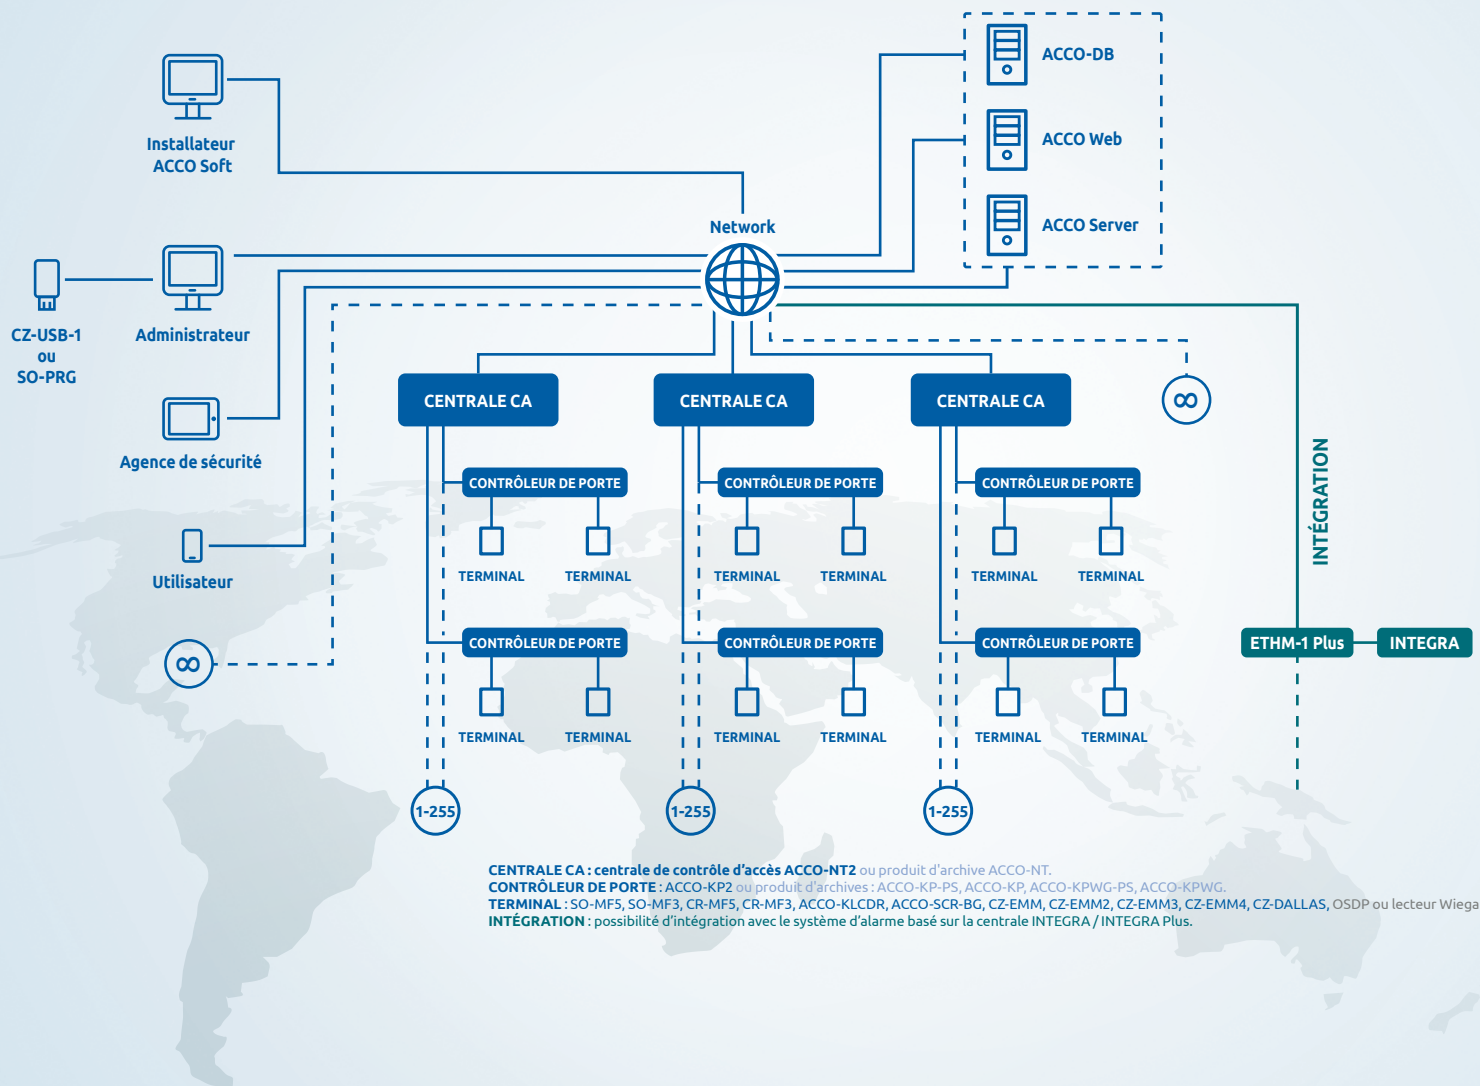 ACCO-DB
Installateur
ACCO Soft
ACCO Web
ACCO Server
Network
CZ-USB-1
ou
SO-PRG
Administrateur
Agence de sécurité
Utilisateur
∞
∞
CENTRALE CA
CENTRALE CA
CENTRALE CA
CONTRÔLEUR DE PORTE
CONTRÔLEUR DE PORTE
CONTRÔLEUR DE PORTE
TERMINAL
TERMINAL
TERMINAL
TERMINAL
TERMINAL
TERMINAL
CONTRÔLEUR DE PORTE
CONTRÔLEUR DE PORTE
CONTRÔLEUR DE PORTE
TERMINAL
TERMINAL
TERMINAL
TERMINAL
TERMINAL
TERMINAL
1-255
1-255
1-255
INTÉGRATION
ETHM-1 Plus
INTEGRA
CENTRALE CA : centrale de contrôle d'accès ACCO-NT2 ou produit d'archive ACCO-NT.
CONTRÔLEUR DE PORTE : ACCO-KP2 ou produit d'archives : ACCO-KP-PS, ACCO-KP, ACCO-KPWG-PS, ACCO-KPWG.
TERMINAL : SO-MF5, SO-MF3, CR-MF5, CR-MF3, ACCO-KLCDR, ACCO-SCR-BG, CZ-EMM, CZ-EMM2, CZ-EMM3, CZ-EMM4, CZ-DALLAS, OSDP ou lecteur Wiega
INTÉGRATION : possibilité d'intégration avec le système d'alarme basé sur la centrale INTEGRA / INTEGRA Plus.